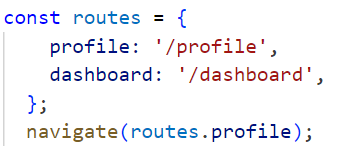 const routes = {
    profile: '/profile',
    dashboard: '/dashboard',
  };
  navigate(routes.profile);